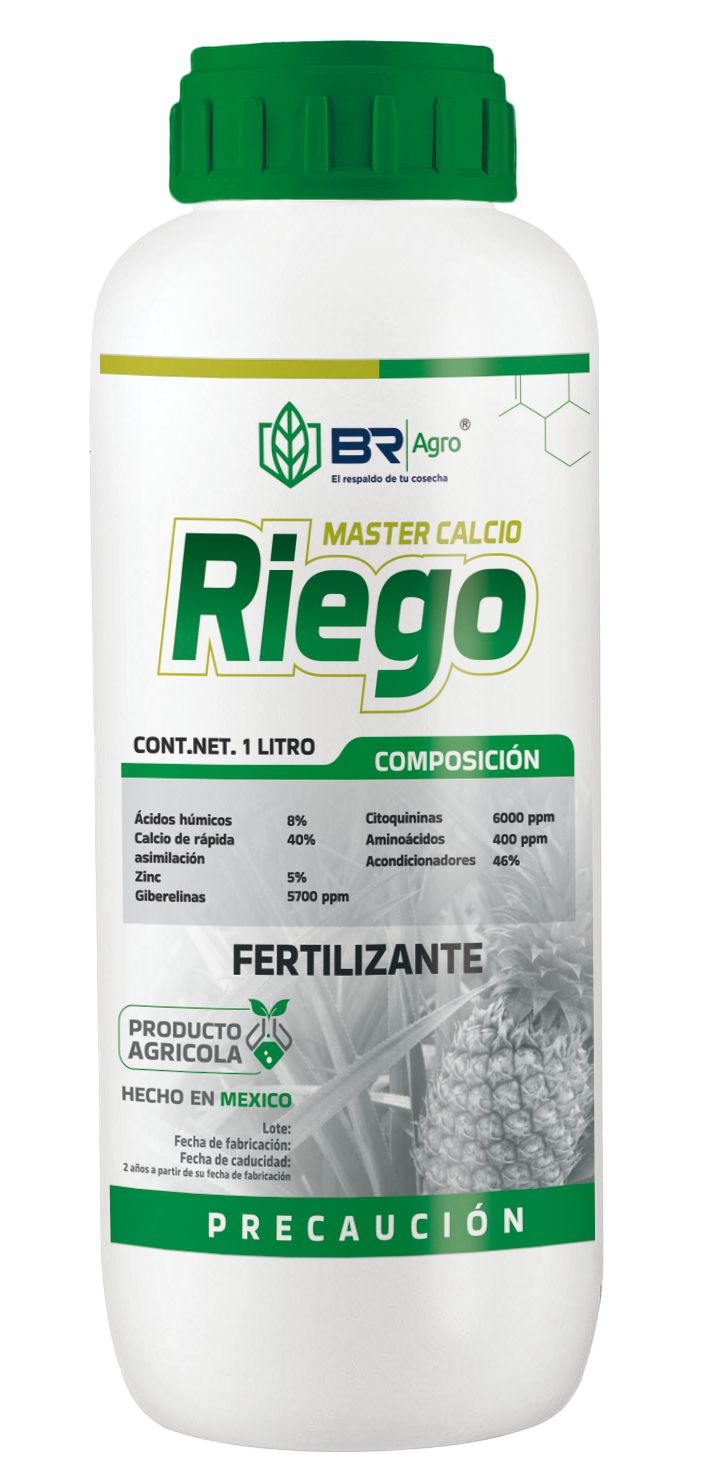 BR Agro®
El respaldo de tu cosecha
MASTER CALCIO
Riego
CONT.NET. 1 LITRO
COMPOSICIÓN
Ácidos húmicos 8%
Calcio de rápida 40%
asimilación
Zinc 5%
Giberelinas 5700 ppm
Citoquininas 6000 ppm
Aminoácidos 400 ppm
Acondicionadores 46%
FERTILIZANTE
PRODUCTO
AGRICOLA
HECHO EN MEXICO
Lote:
Fecha de fabricación:
Fecha de caducidad:
2 años a partir de su fecha de fabricación
PRECAUCIÓN